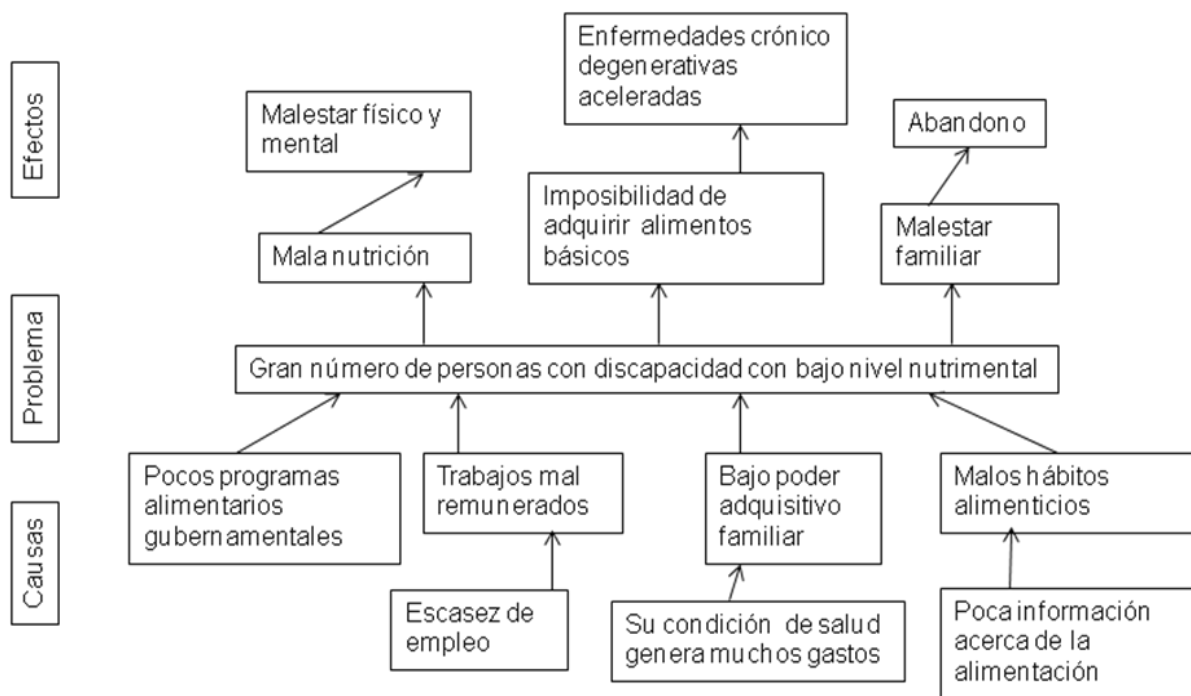 Efectos
Enfermedades crónico
degenerativas
aceleradas
Malestar físico y
mental
Abandono
Imposibilidad de
adquirir alimentos
básicos
Malestar
familiar
Mala nutrición
Problema
Gran número de personas con discapacidad con bajo nivel nutrimental
Causas
Pocos programas
alimentarios
gubernamentales
Trabajos mal
remunerados
Bajo poder
adquisitivo
familiar
Malos hábitos
alimenticios
Escasez de
empleo
Su condición de salud
genera muchos gastos
Poca información
acerca de la
alimentación